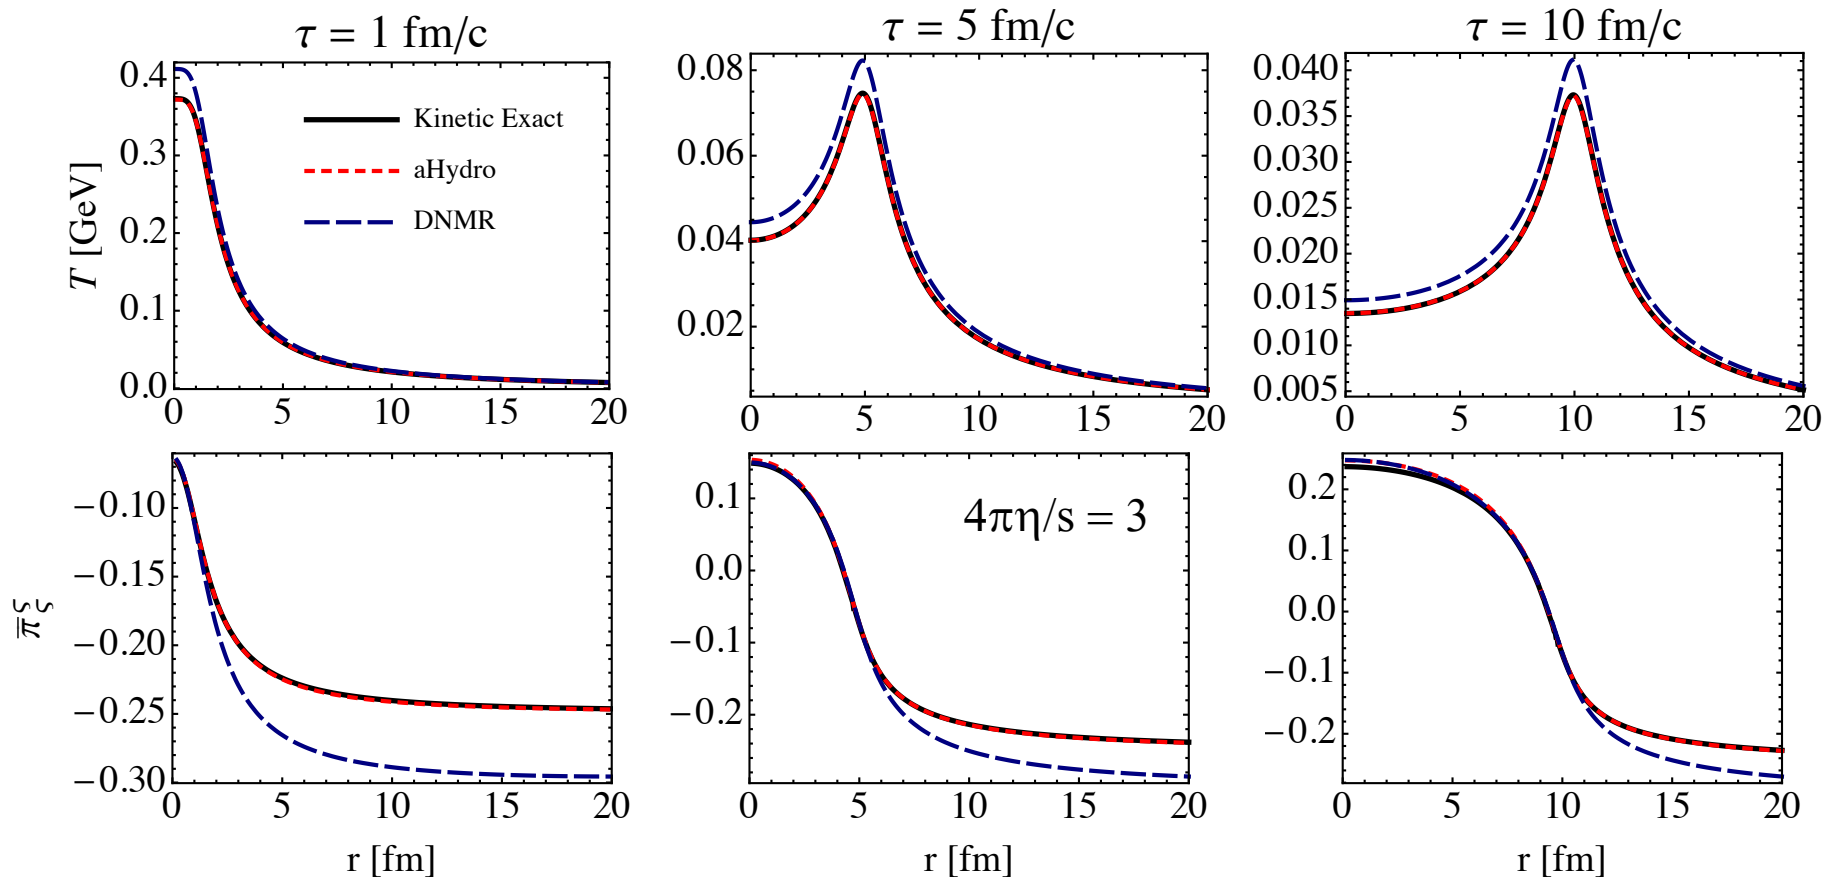 τ = 1 fm/c
τ = 5 fm/c
τ = 10 fm/c
T [GeV]
0.4
0.3
0.2
0.1
0.0
0 5 10 15 20
Kinetic Exact
aHydro
DNMR
0.08
0.06
0.04
0.02
0 5 10 15 20
0.040
0.035
0.030
0.025
0.020
0.015
0.010
0.005
0 5 10 15 20
π̅ςς
−0.10
−0.15
−0.20
−0.25
−0.30
0 5 10 15 20
r [fm]
0.1
0.0
−0.1
−0.2
4πη/s = 3
0 5 10 15 20
r [fm]
0.2
0.1
0.0
−0.1
−0.2
0 5 10 15 20
r [fm]